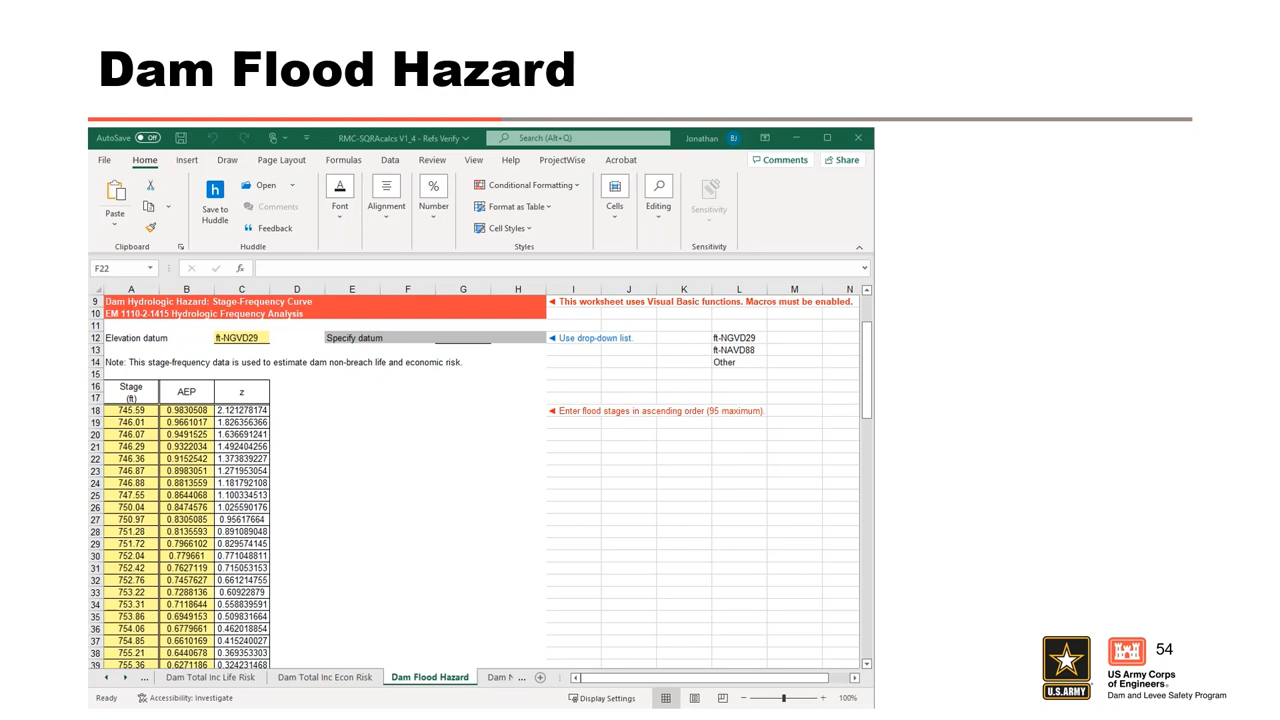 Dam Flood Hazard
AutoSave Off RMC-SQRAcalcs V1_4 - Refs Verify Search (Alt+Q) Jonathan BJ
File Home Insert Draw Page Layout Formulas Data Review View Help ProjectWise Acrobat Comments Share
Paste
Clipboard
h
Save to Huddle
Open
Comments
Feedback
Huddle
A
Font
Alignment
%
Number
Conditional Formatting
Format as Table
Cell Styles
Styles
Cells
Editing
Sensitivity
Sensitivity
F22 fx
A B C D E F G H I J K L M N
9 Dam Hydrologic Hazard: Stage-Frequency Curve ◄ This worksheet uses Visual Basic functions. Macros must be enabled.
10 EM 1110-2-1415 Hydrologic Frequency Analysis
11
12 Elevation datum ft-NGVD29 Specify datum ◄ Use drop-down list. ft-NGVD29
13 ft-NAVD88
14 Note: This stage-frequency data is used to estimate dam non-breach life and economic risk. Other
15
16 Stage AEP z
17 (ft)
18 745.59 0.9830508 2.121278174 ◄ Enter flood stages in ascending order (95 maximum).
19 746.01 0.9661017 1.826356366
20 746.07 0.9491525 1.636691241
21 746.29 0.9322034 1.492404256
22 746.36 0.9152542 1.373839227
23 746.87 0.8983051 1.271953054
24 746.88 0.8813559 1.181792108
25 747.55 0.8644068 1.100334513
26 750.04 0.8474576 1.025590176
27 750.97 0.8305085 0.95617664
28 751.28 0.8135593 0.891089048
29 751.72 0.7966102 0.829574145
30 752.04 0.779661 0.771048811
31 752.42 0.7627119 0.715053153
32 752.76 0.7457627 0.661214755
33 753.22 0.7288136 0.60922879
34 753.31 0.7118644 0.558839591
35 753.86 0.6949153 0.509831664
36 754.06 0.6779661 0.462018854
37 754.85 0.6610169 0.415240027
38 755.21 0.6440678 0.369353303
39 755.36 0.6271186 0.324231468
... Dam Total Inc Life Risk Dam Total Inc Econ Risk Dam Flood Hazard Dam N ...
Ready Accessibility: Investigate Display Settings 100%
U.S. ARMY
54
US Army Corps
of Engineers®
Dam and Levee Safety Program